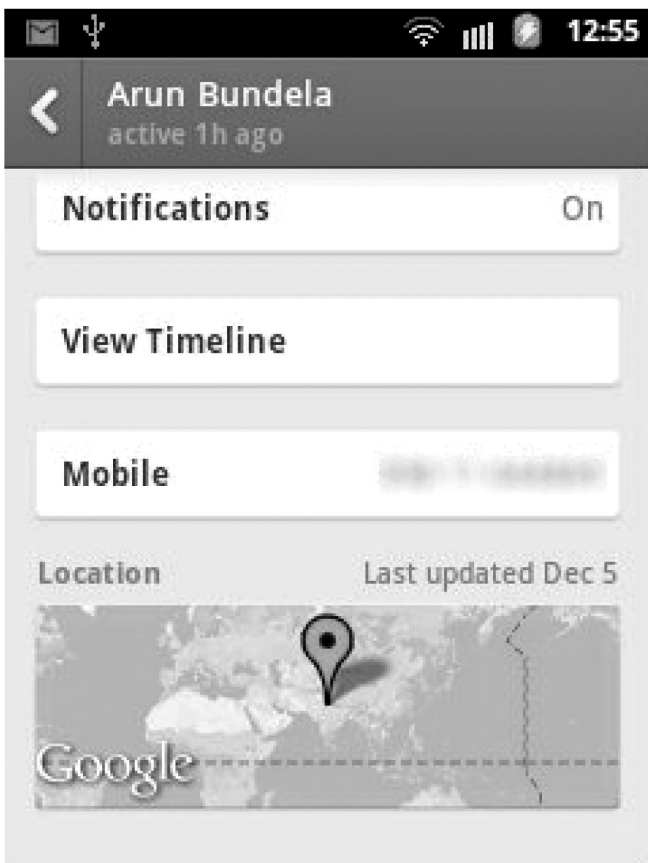 12:55
Arun Bundela
active 1h ago
Notifications On
View Timeline
Mobile
Location Last updated Dec 5
Google